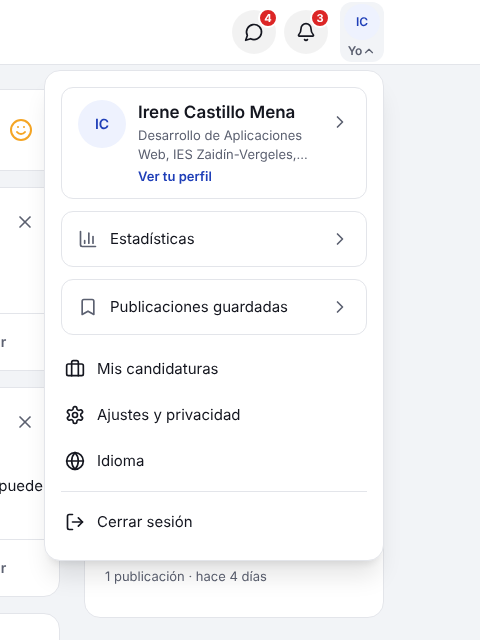 4
3
IC
Yo
IC
Irene Castillo Mena
Desarrollo de Aplicaciones
Web, IES Zaidín-Vergeles,...
Ver tu perfil
Estadísticas
Publicaciones guardadas
r
Mis candidaturas
Ajustes y privacidad
Idioma
puede
Cerrar sesión
r
1 publicación · hace 4 días